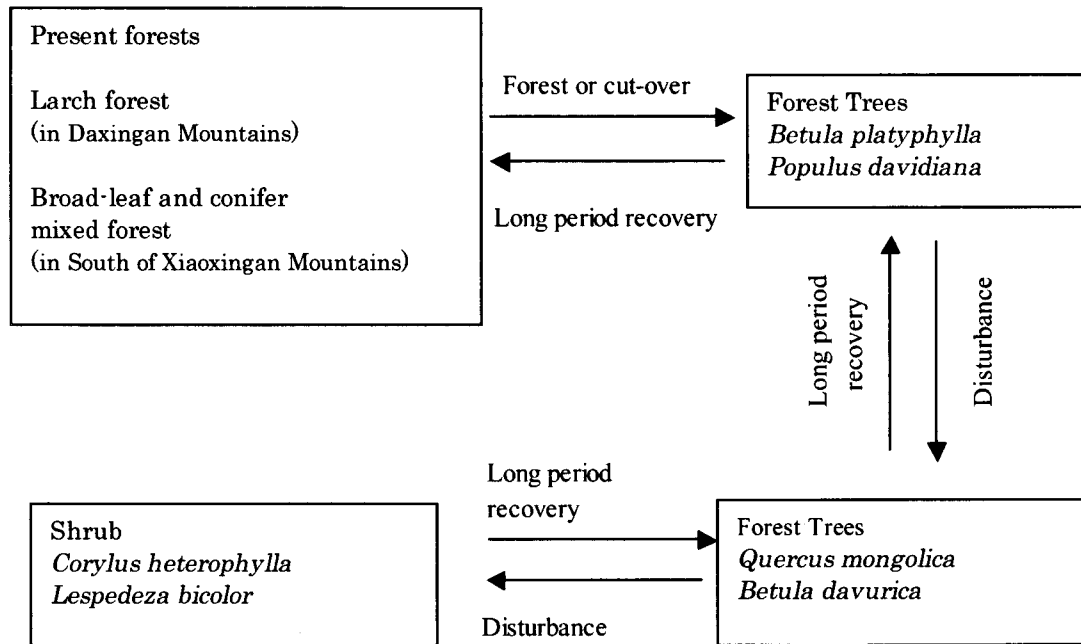 Present forests
Larch forest
(in Daxingan Mountains)
Broad-leaf and conifer
mixed forest
(in South of Xiaoxingan Mountains)
Forest or cut-over
Long period recovery
Forest Trees
Betula platyphylla
Populus davidiana
Long period
recovery
Disturbance
Shrub
Corylus heterophylla
Lespedeza bicolor
Long period
recovery
Disturbance
Forest Trees
Quercus mongolica
Betula davurica